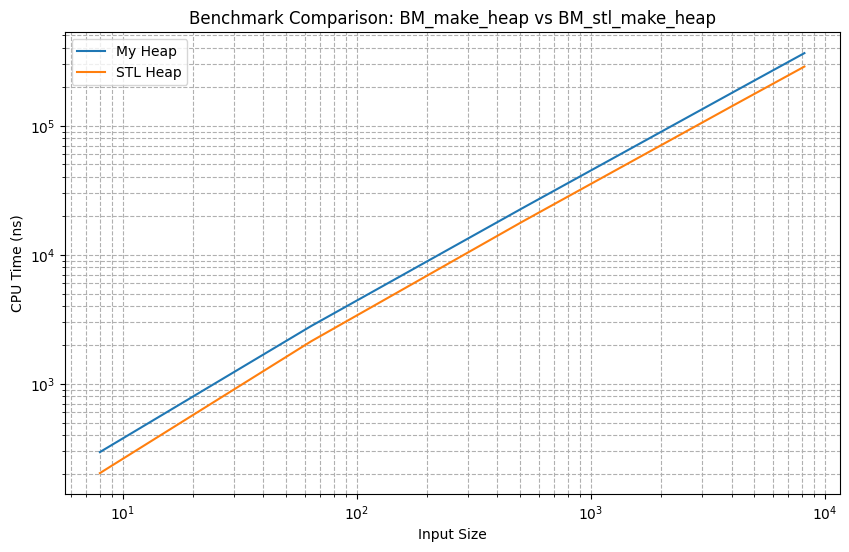 Benchmark Comparison: BM_make_heap vs BM_stl_make_heap
My Heap
STL Heap
10^5
10^4
10^3
CPU Time (ns)
10^1
10^2
10^3
10^4
Input Size